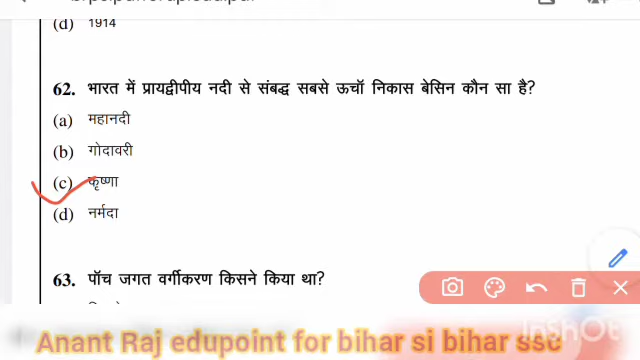 (d) 1914
62. भारत में प्रायद्वीपीय नदी से संबद्ध सबसे ऊचॉ निकास बेसिन कौन सा है?
(a) महानदी
(b) गोदावरी
(c) कृष्णा
(d) नर्मदा
63. पॉच जगत वर्गीकरण किसने किया था?
InShOt
Anant Raj edupoint for bihar si bihar ssc